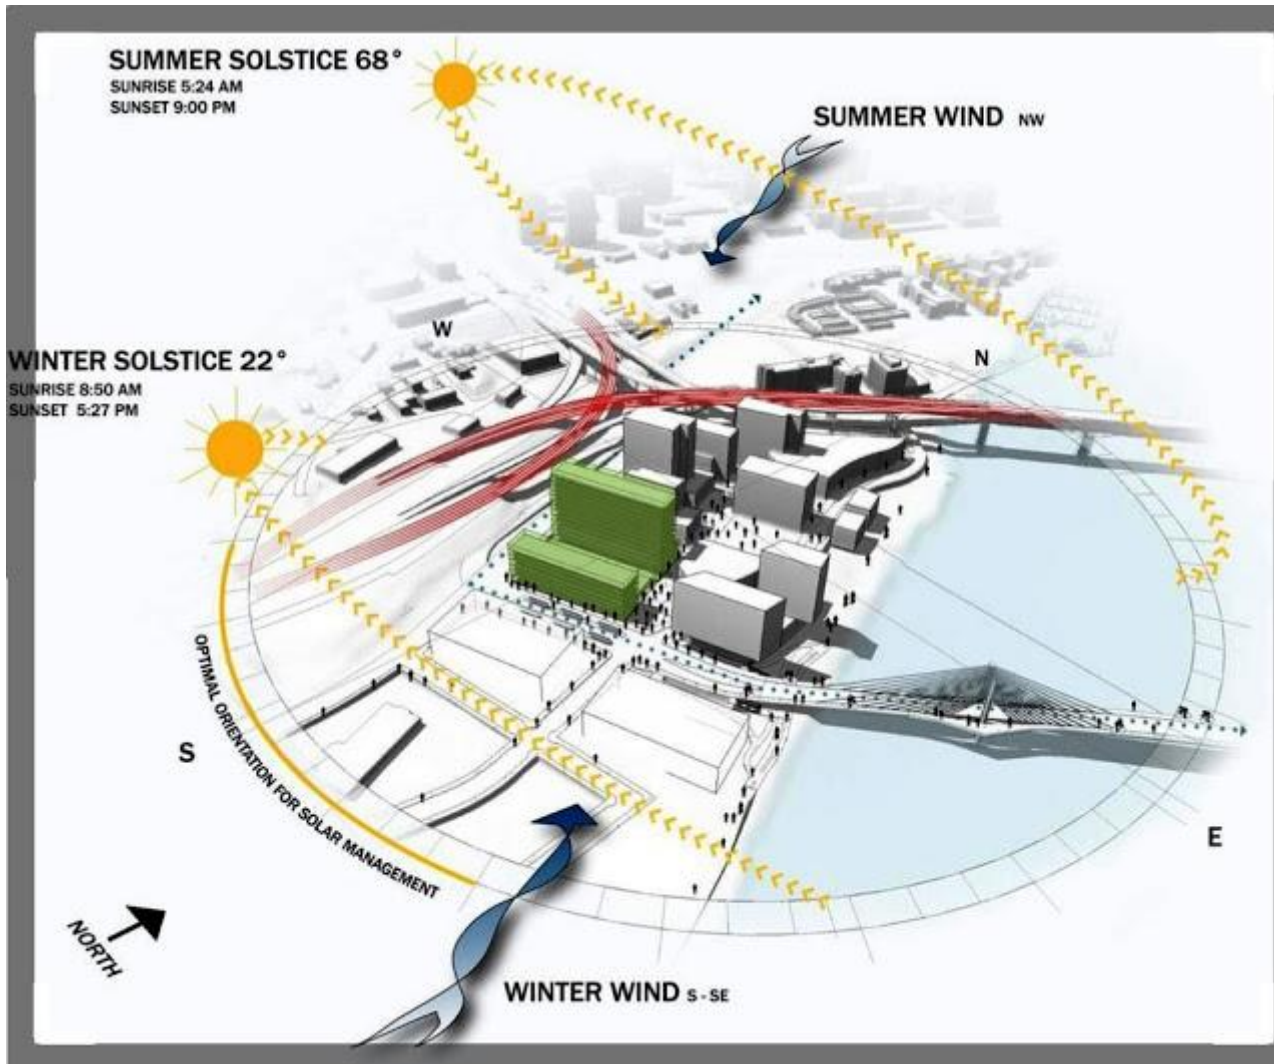 SUMMER SOLSTICE 68°
SUNRISE 5:24 AM
SUNSET 9:00 PM
SUMMER WIND NW
W
WINTER SOLSTICE 22°
SUNRISE 8:50 AM
SUNSET 5:27 PM
N
OPTIMAL ORIENTATION FOR SOLAR MANAGEMENT
S
E
NORTH
WINTER WIND S - SE